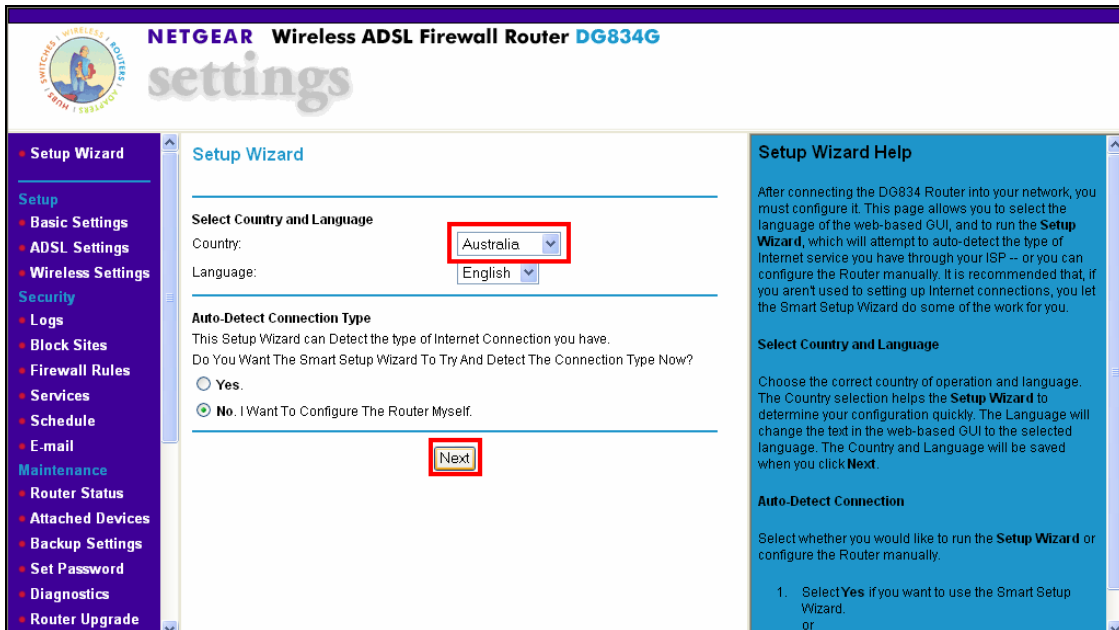 SWITCHES | WIRELESS | ROUTERS | ADAPTERS | HUBS |
NETGEAR Wireless ADSL Firewall Router DG834G
settings
Setup Wizard
Setup
Basic Settings
ADSL Settings
Wireless Settings
Security
Logs
Block Sites
Firewall Rules
Services
Schedule
E-mail
Maintenance
Router Status
Attached Devices
Backup Settings
Set Password
Diagnostics
Router Upgrade
Setup Wizard
Select Country and Language
Country: Australia
Language: English
Auto-Detect Connection Type
This Setup Wizard can Detect the type of Internet Connection you have.
Do You Want The Smart Setup Wizard To Try And Detect The Connection Type Now?
Yes.
No. I Want To Configure The Router Myself.
Next
Setup Wizard Help
After connecting the DG834 Router into your network, you
must configure it. This page allows you to select the
language of the web-based GUI, and to run the Setup
Wizard, which will attempt to auto-detect the type of
Internet service you have through your ISP -- or you can
configure the Router manually. It is recommended that, if
you aren't used to setting up Internet connections, you let
the Smart Setup Wizard do some of the work for you.
Select Country and Language
Choose the correct country of operation and language.
The Country selection helps the Setup Wizard to
determine your configuration quickly. The Language will
change the text in the web-based GUI to the selected
language. The Country and Language will be saved
when you click Next.
Auto-Detect Connection
Select whether you would like to run the Setup Wizard or
configure the Router manually.
1. Select Yes if you want to use the Smart Setup
Wizard.
or